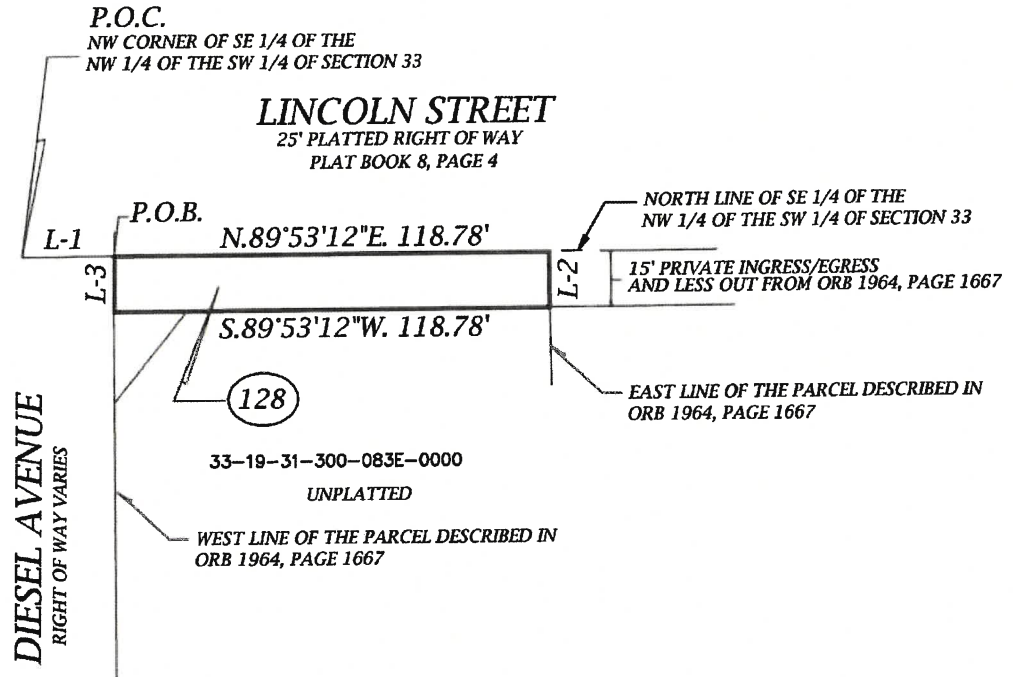 P.O.C.
NW CORNER OF SE 1/4 OF THE
NW 1/4 OF THE SW 1/4 OF SECTION 33
LINCOLN STREET
25' PLATTED RIGHT OF WAY
PLAT BOOK 8, PAGE 4
NORTH LINE OF SE 1/4 OF THE
NW 1/4 OF THE SW 1/4 OF SECTION 33
P.O.B.
L-1
N.89°53'12"E. 118.78'
L-3
L-2
15' PRIVATE INGRESS/EGRESS
AND LESS OUT FROM ORB 1964, PAGE 1667
S.89°53'12"W. 118.78'
128
EAST LINE OF THE PARCEL DESCRIBED IN
ORB 1964, PAGE 1667
33-19-31-300-083E-0000
UNPLATTED
WEST LINE OF THE PARCEL DESCRIBED IN
ORB 1964, PAGE 1667
DIESEL AVENUE
RIGHT OF WAY VARIES